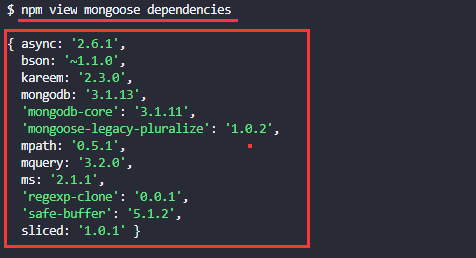 $ npm view mongoose dependencies
{ async: '2.6.1',
bson: '~1.1.0',
kareem: '2.3.0',
mongodb: '3.1.13',
'mongodb-core': '3.1.11',
'mongoose-legacy-pluralize': '1.0.2',
mpath: '0.5.1',
mquery: '3.2.0',
ms: '2.1.1',
'regexp-clone': '0.0.1',
'safe-buffer': '5.1.2',
sliced: '1.0.1' }